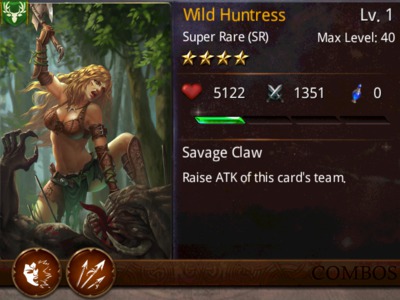 Wild Huntress Lv. 1
Super Rare (SR) Max Level: 40
5122 1351 0
Savage Claw
Raise ATK of this card's team.
COMBOS